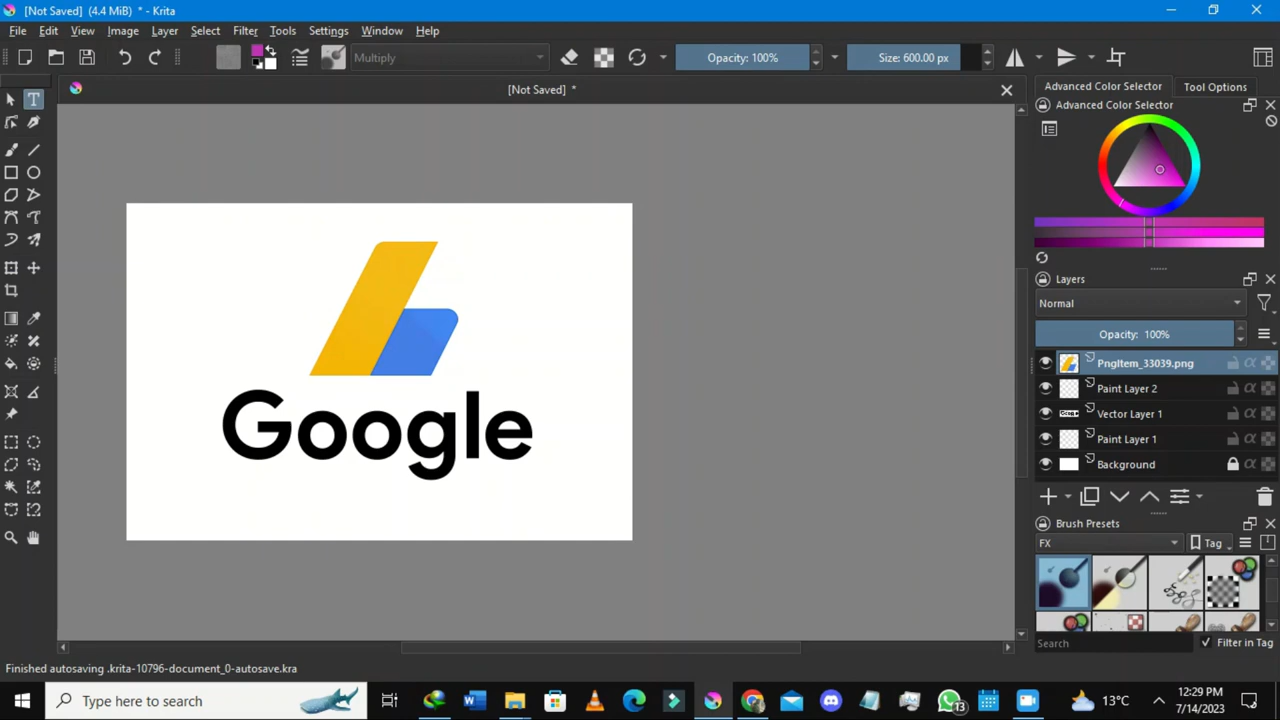 [Not Saved] (4.4 MiB) * - Krita
File Edit View Image Layer Select Filter Tools Settings Window Help
Multiply Opacity: 100% Size: 600.00 px
[Not Saved] *
Advanced Color Selector Tool Options
Advanced Color Selector
Google
Layers
Normal
Opacity: 100%
PngItem_33039.png
Paint Layer 2
Vector Layer 1
Paint Layer 1
Background
Brush Presets
FX Tag
Search Filter in Tag
Finished autosaving .krita-10796-document_0-autosave.kra
Type here to search 13 13°C 12:29 PM
7/14/2023